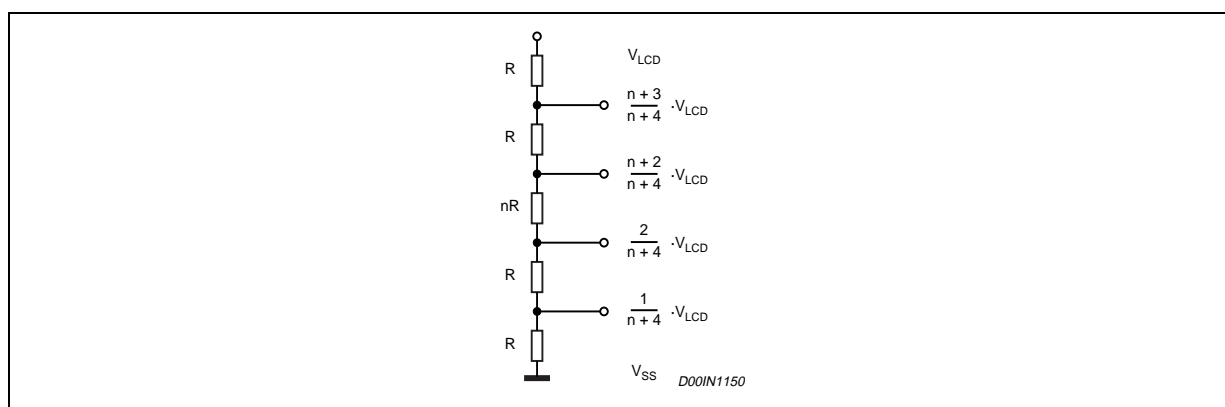 V_LCD
R
n + 3
n + 4
·V_LCD
R
n + 2
n + 4
·V_LCD
nR
2
n + 4
·V_LCD
R
1
n + 4
·V_LCD
R
V_SS
D00IN1150